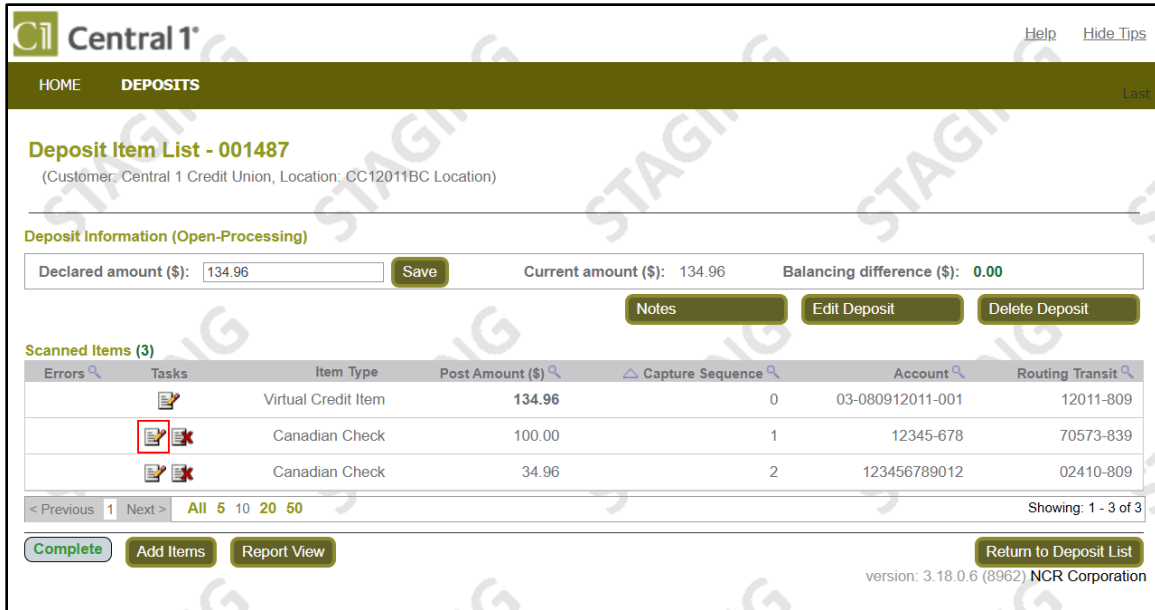 C1 Central 1®
Help Hide Tips
HOME DEPOSITS
Last
Deposit Item List - 001487
(Customer: Central 1 Credit Union, Location: CC12011BC Location)
Deposit Information (Open-Processing)
Declared amount ($): 134.96 Save Current amount ($): 134.96 Balancing difference ($): 0.00
Notes Edit Deposit Delete Deposit
Scanned Items (3)
Errors Tasks Item Type Post Amount ($) Capture Sequence Account Routing Transit
Virtual Credit Item 134.96 0 03-080912011-001 12011-809
Canadian Check 100.00 1 12345-678 70573-839
Canadian Check 34.96 2 123456789012 02410-809
< Previous 1 Next > All 5 10 20 50 Showing: 1 - 3 of 3
Complete Add Items Report View Return to Deposit List
version: 3.18.0.6 (8962) NCR Corporation
STAGING